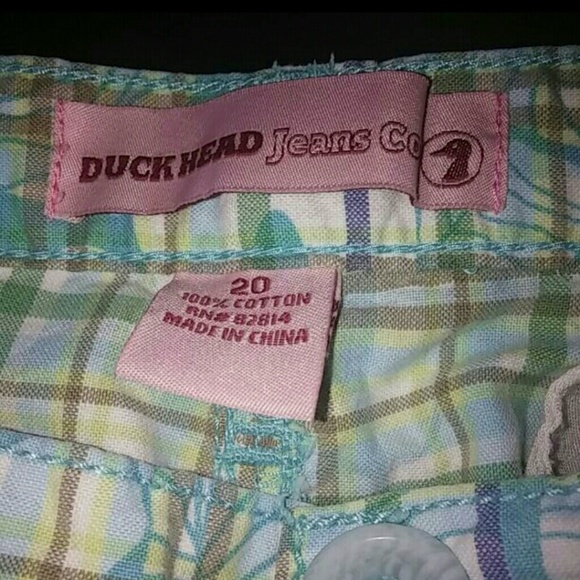 DUCK HEAD Jeans Co
20
100% COTTON
RN# 82814
MADE IN CHINA